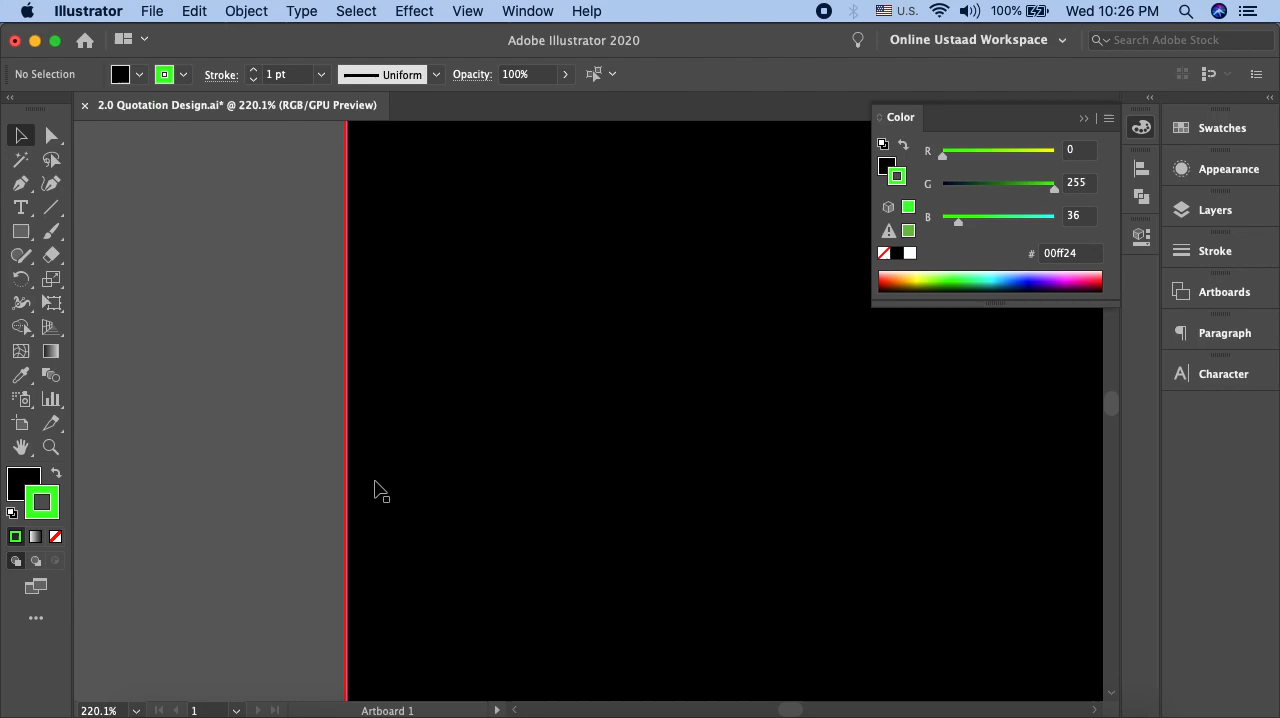 Illustrator File Edit Object Type Select Effect View Window Help U.S. 100% Wed 10:26 PM
Adobe Illustrator 2020 Online Ustaad Workspace Search Adobe Stock
No Selection Stroke: 1 pt Uniform Opacity: 100%
× 2.0 Quotation Design.ai* @ 220.1% (RGB/GPU Preview)
Color
R 0
G 255
B 36
# 00ff24
Swatches
Appearance
Layers
Stroke
Artboards
Paragraph
Character
220.1% 1 Artboard 1